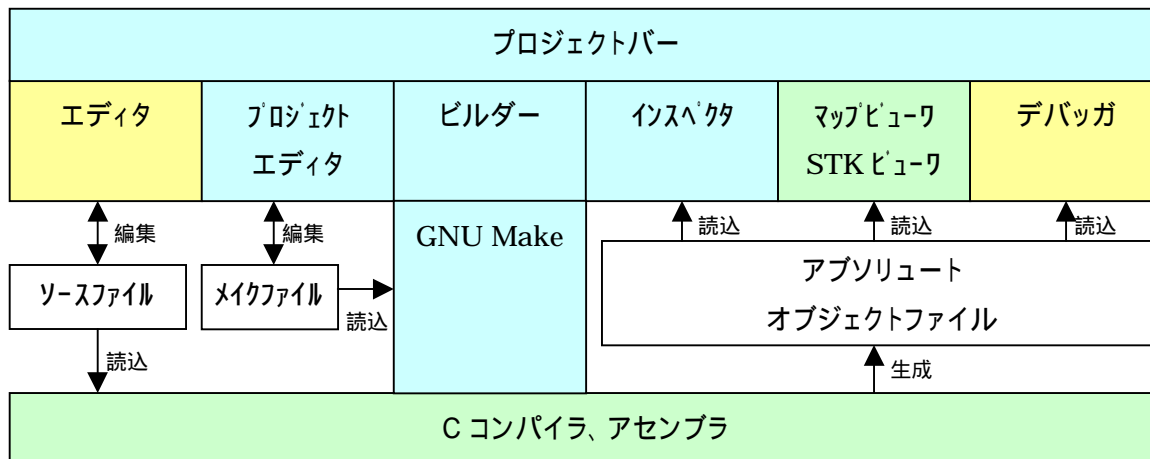 プロジェクトバー
エディタ
ﾌﾟﾛｼﾞｪｸﾄ
エディタ
ビルダー
ｲﾝｽﾍﾟｸﾀ
ﾏｯﾌﾟﾋﾞｭｰﾜ
STKﾋﾞｭｰﾜ
デバッガ
編集
編集
GNU Make
読込
読込
読込
ｿｰｽﾌｧｲﾙ
ﾒｲｸﾌｧｲﾙ
読込
アブソリュート
オブジェクトファイル
読込
生成
C コンパイラ、アセンブラ